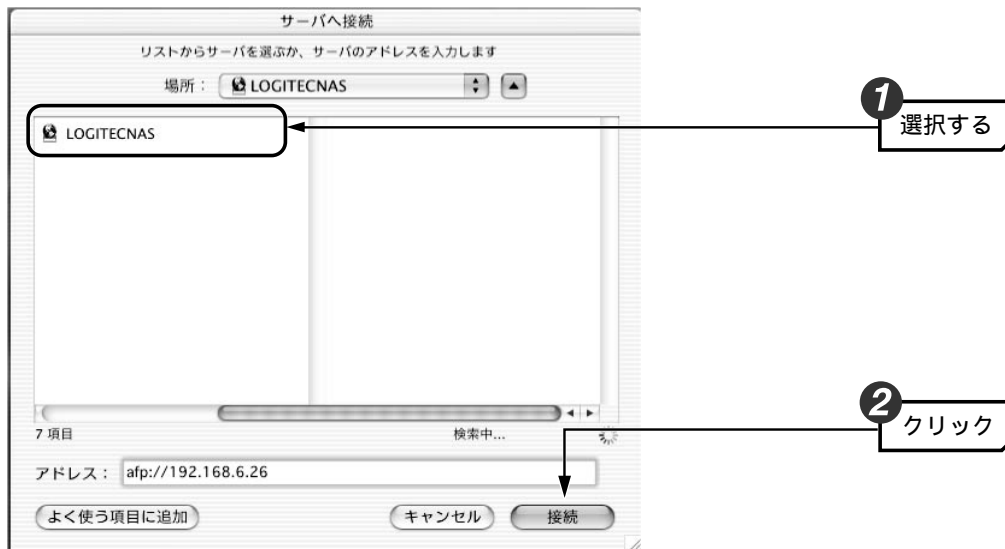 サーバへ接続
リストからサーバを選ぶか、サーバのアドレスを入力します
場所： LOGITECNAS
LOGITECNAS
1
選択する
7 項目
検索中...
2
クリック
アドレス： afp://192.168.6.26
よく使う項目に追加
キャンセル
接続